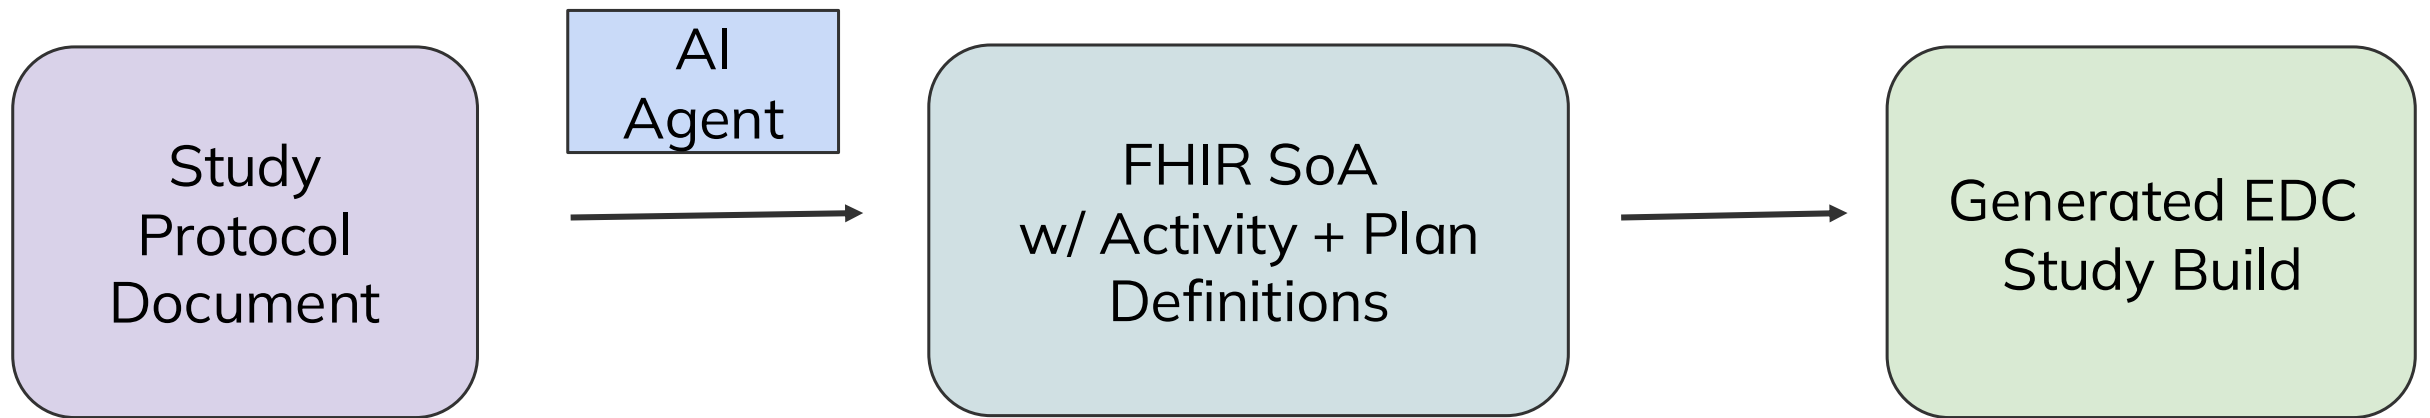 Study
Protocol
Document
AI
Agent
FHIR SoA
w/ Activity + Plan
Definitions
Generated EDC
Study Build